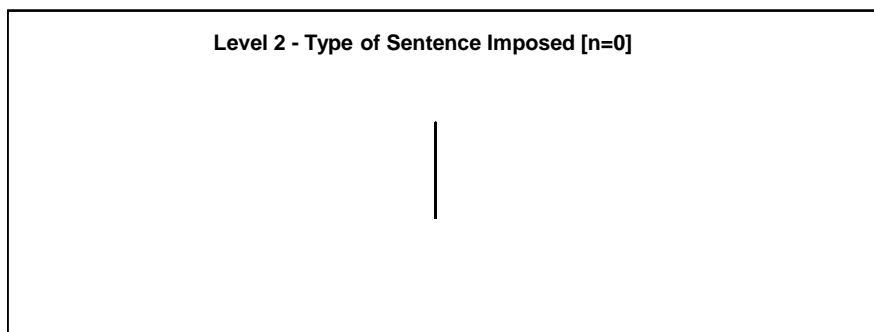 Level 2 - Type of Sentence Imposed [n=0]